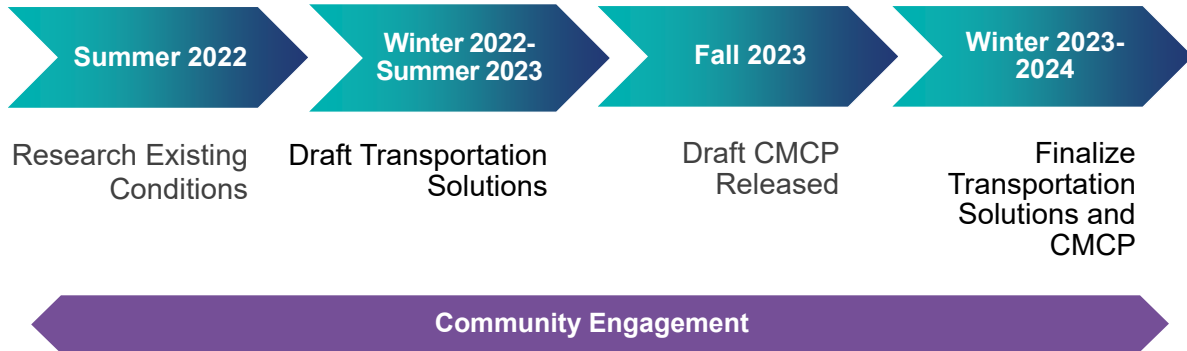 Summer 2022
Research Existing
Conditions
Winter 2022-
Summer 2023
Draft Transportation
Solutions
Fall 2023
Draft CMCP
Released
Winter 2023-
2024
Finalize
Transportation
Solutions and
CMCP
Community Engagement